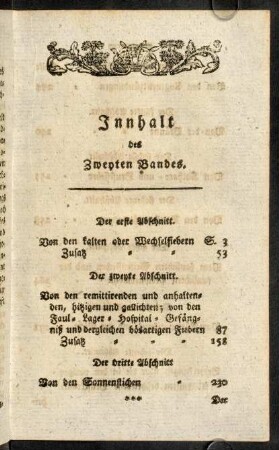 Innhalt
des
Zweyten Bandes.
Der erste Abschnitt.
Von den kalten oder Wechselfiebern S. 3
Zusatz " " 53
Der zweyte Abschnitt.
Von den remittirenden und anhalten-
den, hitzigen und gallichten; von den
Faul- Lager- Hospital- Gefäng-
niß und dergleichen bösartigen Fiebern 87
Zusatz " " " 158
Der dritte Abschnitt
Von den Sonnenstichen " " 230
*** Der